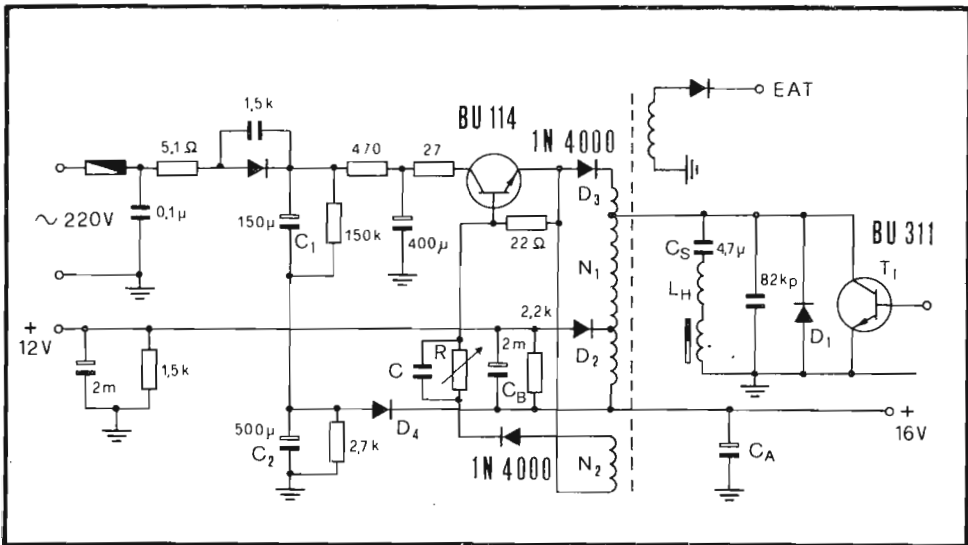 EAT
1,5k
BU 114
5,1Ω
470
27
1N 4000
D3
~ 220V
0,1µ
150µ
C1
150k
400µ
22 Ω
N1
CS
4,7µ
LH
82kp
D1
BU 311
T1
+
12V
2m
1,5k
2,2k
D2
R
C
2m
CB
500µ
C2
2,7k
D4
1N 4000
N2
CA
+
16V